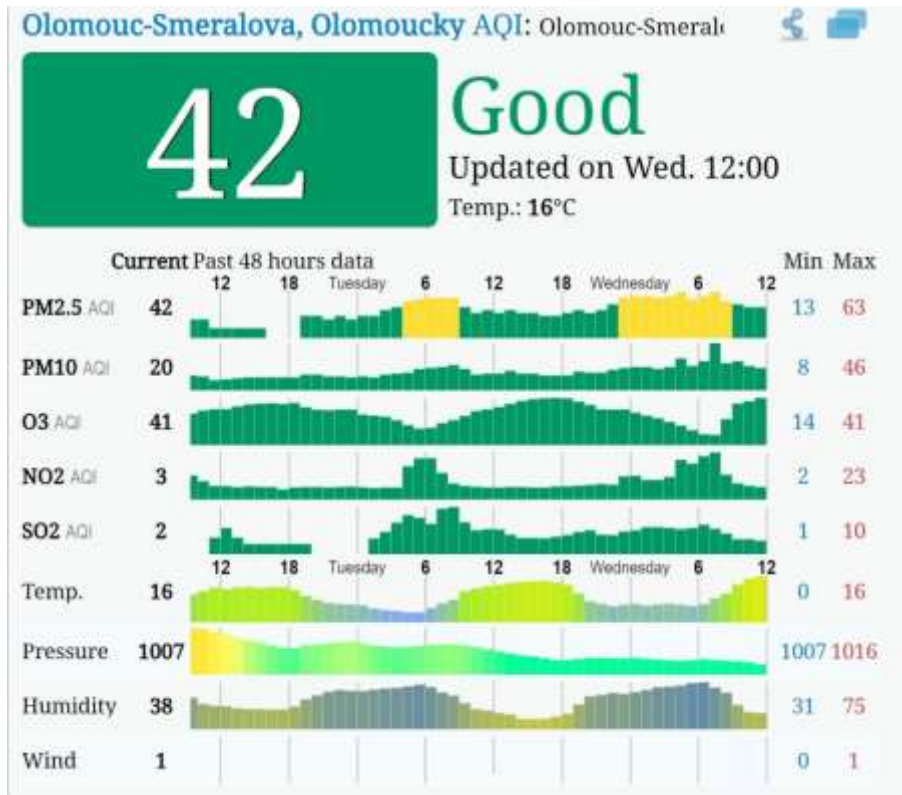 Olomouc-Smeralova, Olomoucky AQI: Olomouc-Smeral
42
Good
Updated on Wed. 12:00
Temp.: 16°C
Current Past 48 hours data Min Max
12 18 Tuesday 6 12 18 Wednesday 6 12
PM2.5 AQI 42 13 63
PM10 AQI 20 8 46
O3 AQI 41 14 41
NO2 AQI 3 2 23
SO2 AQI 2 1 10
12 18 Tuesday 6 12 18 Wednesday 6 12
Temp. 16 0 16
Pressure 1007 1007 1016
Humidity 38 31 75
Wind 1 0 1